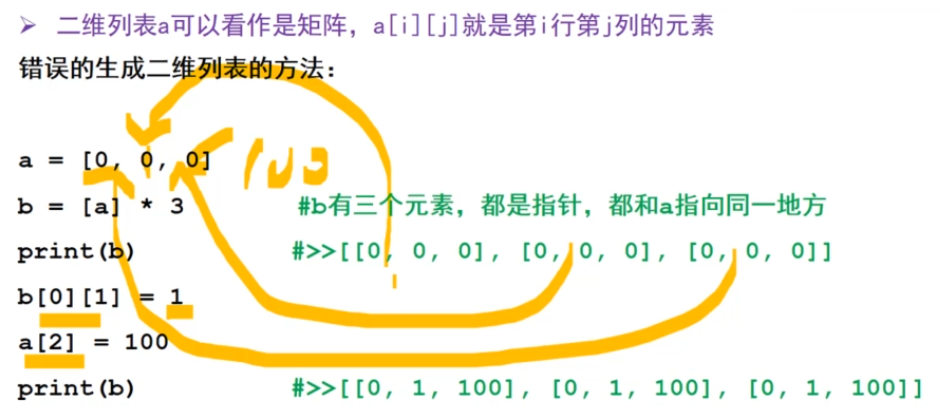 ➢ 二维列表a可以看作是矩阵，a[i][j]就是第i行第j列的元素
错误的生成二维列表的方法：
100
a = [0, 0, 0]
b = [a] * 3 #b有三个元素，都是指针，都和a指向同一地方
print(b) #>>[[0, 0, 0], [0, 0, 0], [0, 0, 0]]
b[0][1] = 1
a[2] = 100
print(b) #>>[[0, 1, 100], [0, 1, 100], [0, 1, 100]]